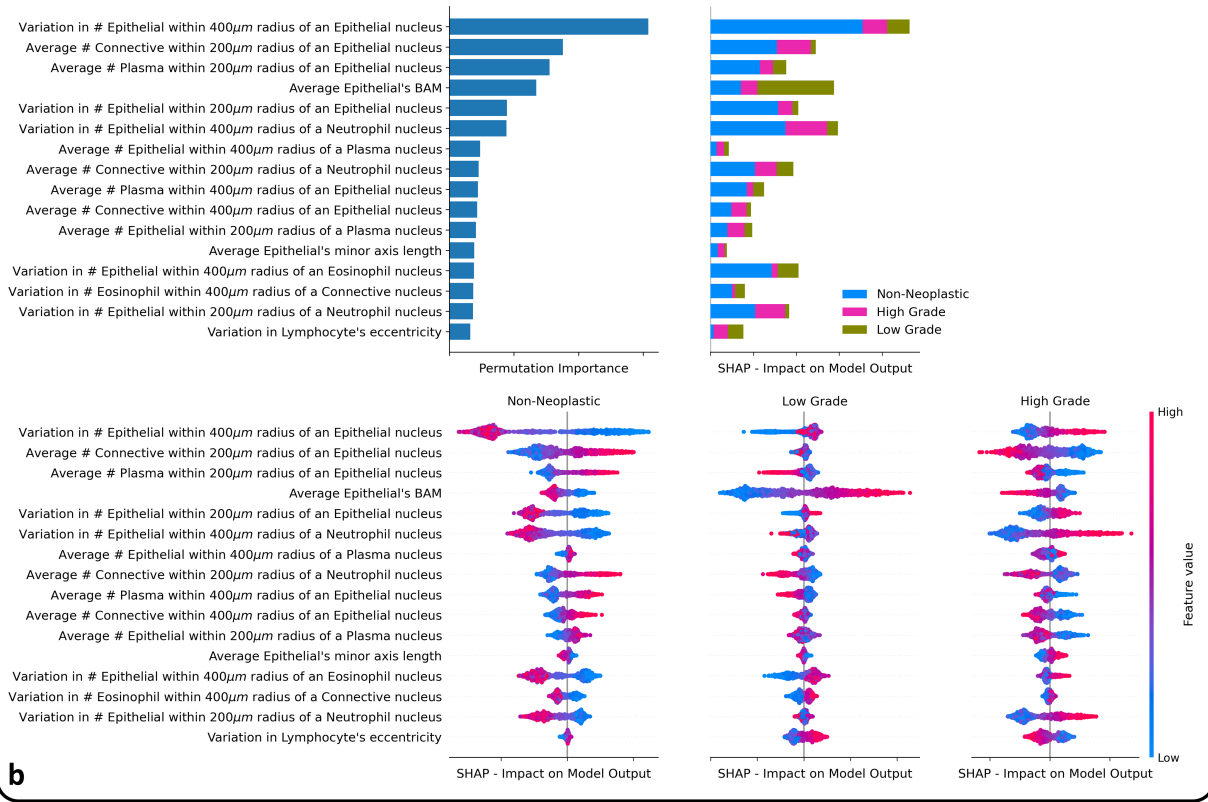 Variation in # Epithelial within 400μm radius of an Epithelial nucleus
Average # Connective within 200μm radius of an Epithelial nucleus
Average # Plasma within 200μm radius of an Epithelial nucleus
Average Epithelial's BAM
Variation in # Epithelial within 200μm radius of an Epithelial nucleus
Variation in # Epithelial within 400μm radius of a Neutrophil nucleus
Average # Epithelial within 400μm radius of a Plasma nucleus
Average # Connective within 200μm radius of a Neutrophil nucleus
Average # Plasma within 400μm radius of an Epithelial nucleus
Average # Connective within 400μm radius of an Epithelial nucleus
Average # Epithelial within 200μm radius of a Plasma nucleus
Average Epithelial's minor axis length
Variation in # Epithelial within 400μm radius of an Eosinophil nucleus
Variation in # Eosinophil within 400μm radius of a Connective nucleus
Variation in # Epithelial within 200μm radius of a Neutrophil nucleus
Variation in Lymphocyte's eccentricity
Permutation Importance
Non-Neoplastic
High Grade
Low Grade
SHAP - Impact on Model Output
Non-Neoplastic
Low Grade
High Grade
Variation in # Epithelial within 400μm radius of an Epithelial nucleus
Average # Connective within 200μm radius of an Epithelial nucleus
Average # Plasma within 200μm radius of an Epithelial nucleus
Average Epithelial's BAM
Variation in # Epithelial within 200μm radius of an Epithelial nucleus
Variation in # Epithelial within 400μm radius of a Neutrophil nucleus
Average # Epithelial within 400μm radius of a Plasma nucleus
Average # Connective within 200μm radius of a Neutrophil nucleus
Average # Plasma within 400μm radius of an Epithelial nucleus
Average # Connective within 400μm radius of an Epithelial nucleus
Average # Epithelial within 200μm radius of a Plasma nucleus
Average Epithelial's minor axis length
Variation in # Epithelial within 400μm radius of an Eosinophil nucleus
Variation in # Eosinophil within 400μm radius of a Connective nucleus
Variation in # Epithelial within 200μm radius of a Neutrophil nucleus
Variation in Lymphocyte's eccentricity
SHAP - Impact on Model Output
SHAP - Impact on Model Output
SHAP - Impact on Model Output
High
Feature value
Low
b